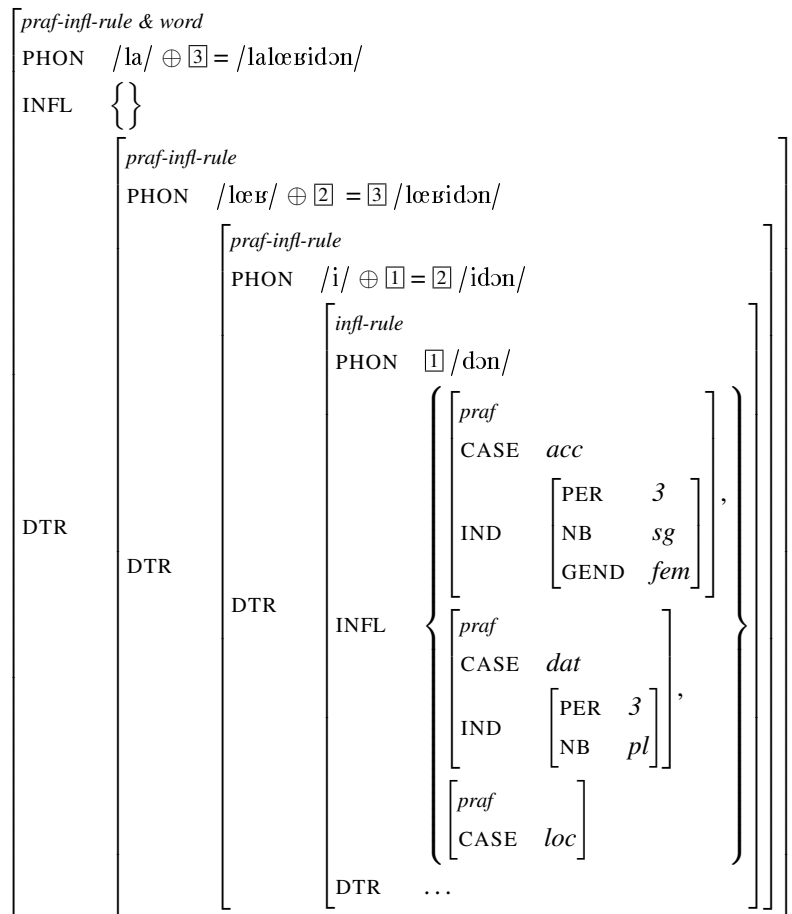 praf-infl-rule & word
PHON /la/ ⊕ 3 = /lalœʁidɔn/
INFL {}
praf-infl-rule
PHON /lœʁ/ ⊕ 2 = 3 /lœʁidɔn/
praf-infl-rule
PHON /i/ ⊕ 1 = 2 /idɔn/
infl-rule
PHON 1 /dɔn/
praf
CASE acc
PER 3
DTR IND NB sg ,
GEND fem
DTR
DTR INFL praf
CASE dat
PER 3 ,
IND
NB pl
praf
CASE loc
DTR ...